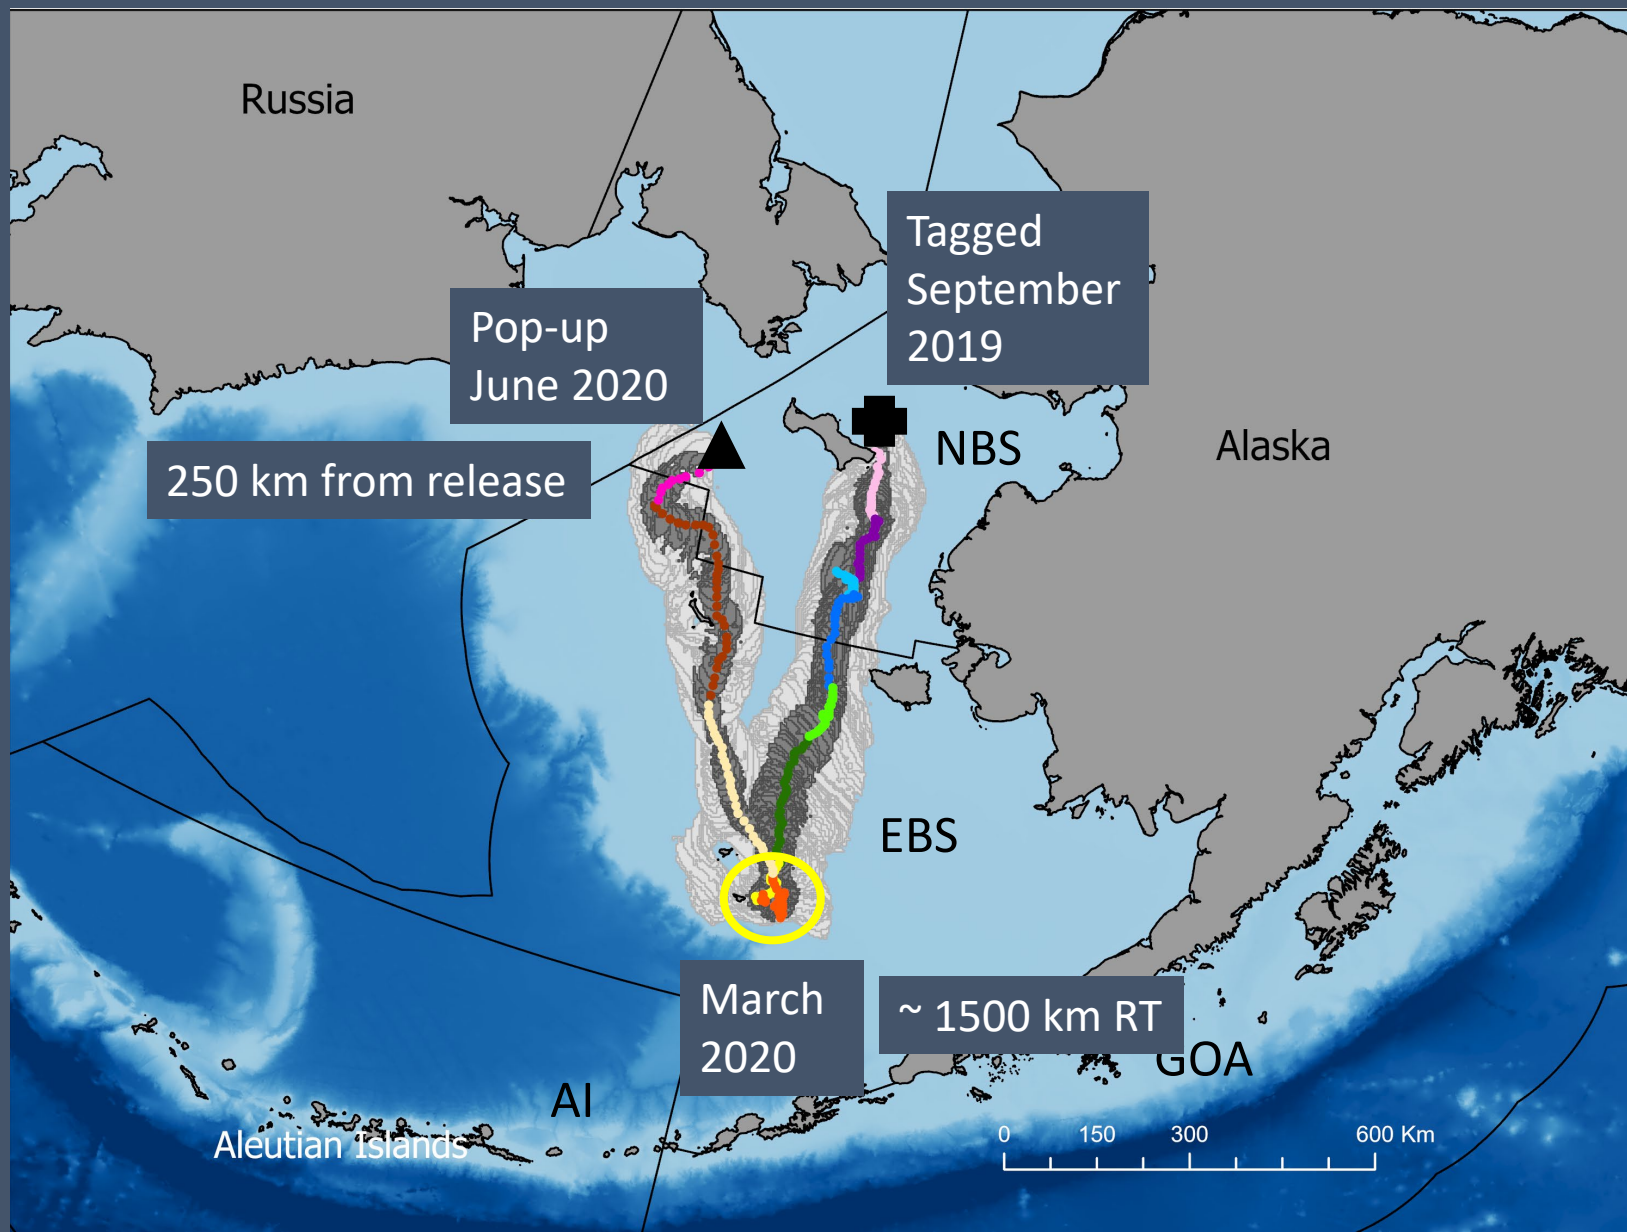 Russia
Tagged
September
2019
Pop-up
June 2020
250 km from release
NBS
Alaska
EBS
March
2020
~ 1500 km RT
GOA
AI
Aleutian Islands
0 150 300 600 Km